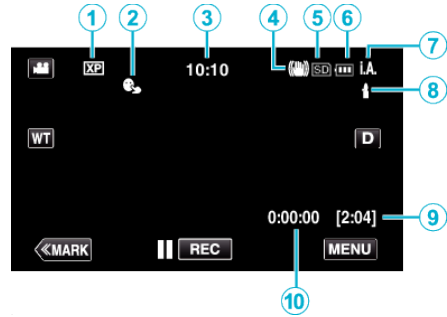 1 2 3 4 5 6 7
XP 10:10 SD i.A.
8
WT D
0:00:00 [2:04] 9
≪MARK REC MENU
10